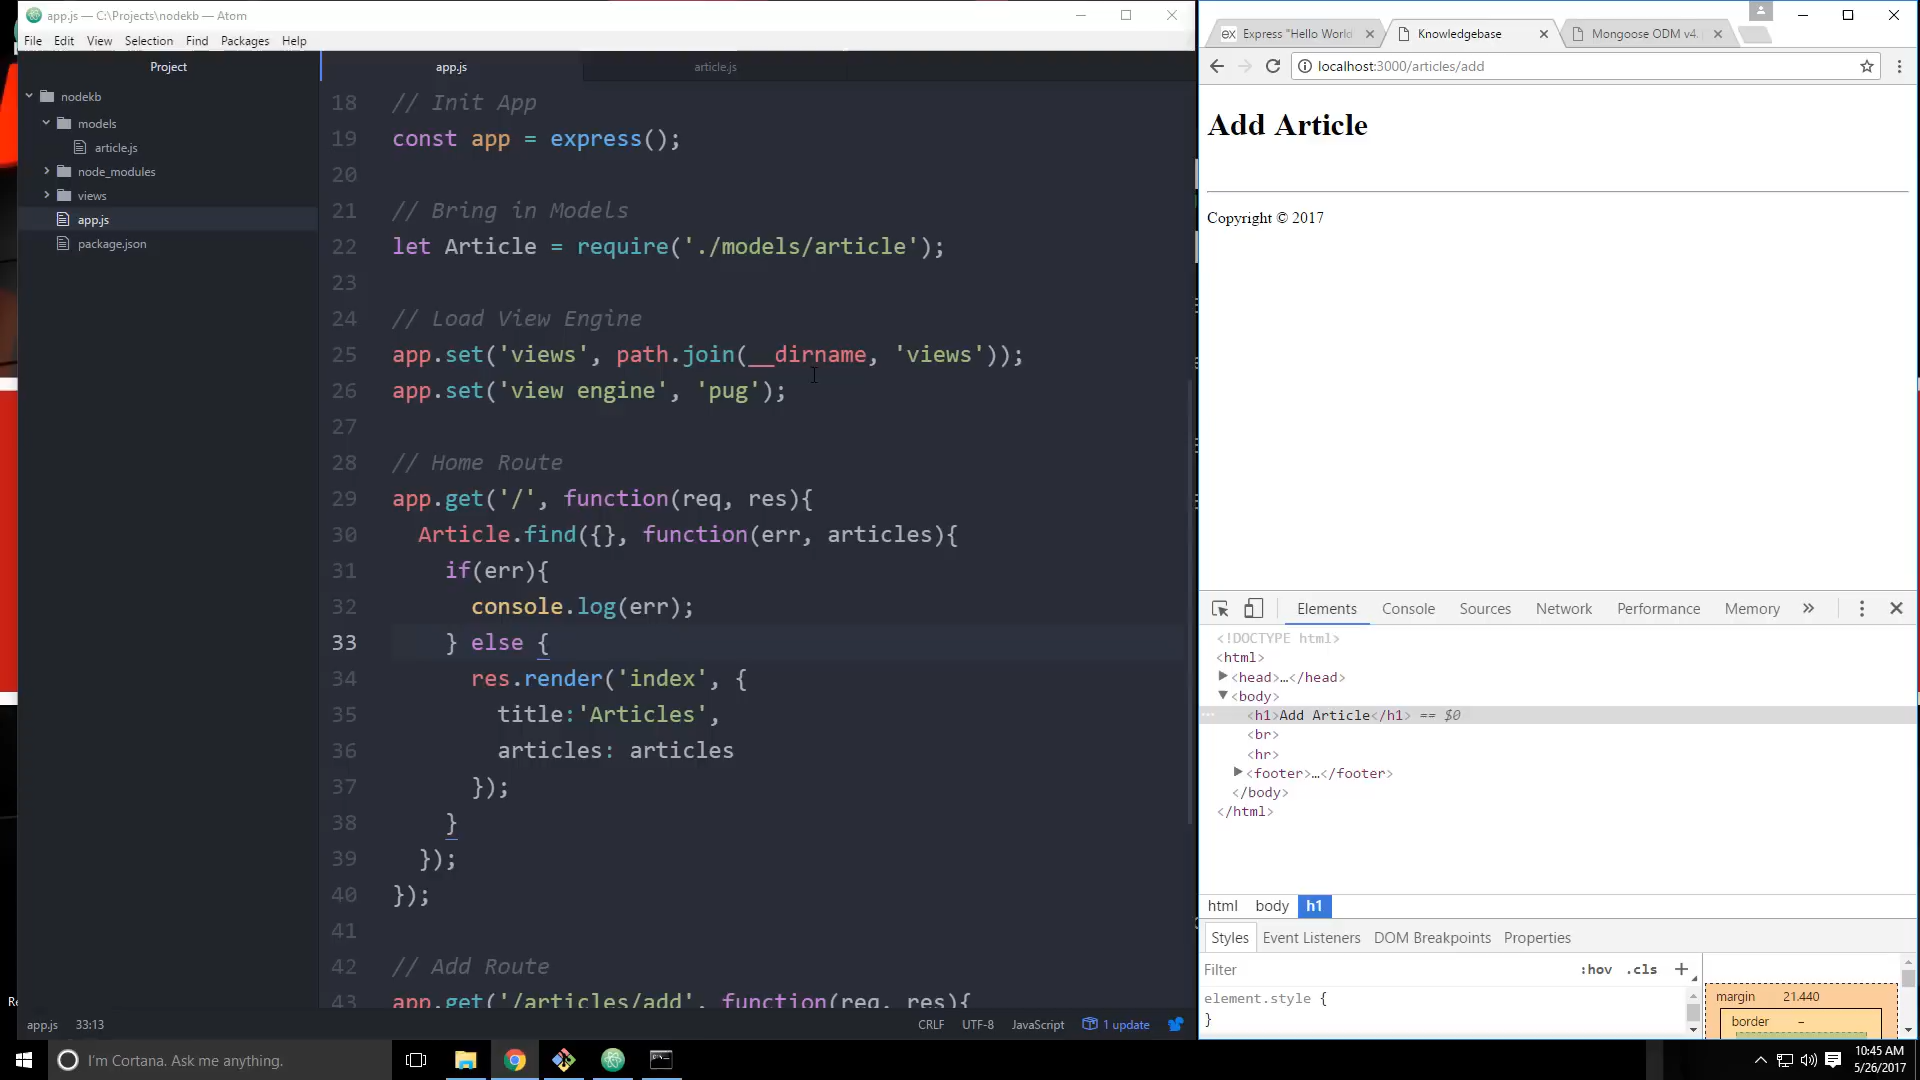 app.js — C:\Projects\nodekb — Atom
File Edit View Selection Find Packages Help
Project
nodekb
models
article.js
node_modules
views
app.js
package.json
app.js
article.js
18 // Init App
19 const app = express();
20
21 // Bring in Models
22 let Article = require('./models/article');
23
24 // Load View Engine
25 app.set('views', path.join(__dirname, 'views'));
26 app.set('view engine', 'pug');
27
28 // Home Route
29 app.get('/', function(req, res){
30 Article.find({}, function(err, articles){
31 if(err){
32 console.log(err);
33 } else {
34 res.render('index', {
35 title:'Articles',
36 articles: articles
37 });
38 }
39 });
40 });
41
42 // Add Route
43 app.get('/articles/add', function(req, res){
app.js 33:13 CRLF UTF-8 JavaScript 1 update
Express "Hello World
Knowledgebase
Mongoose ODM v4.
localhost:3000/articles/add
Add Article
Copyright © 2017
Elements Console Sources Network Performance Memory »
<!DOCTYPE html>
<html>
<head>…</head>
<body>
<h1>Add Article</h1> == $0
<br>
<hr>
<footer>…</footer>
</body>
</html>
html body h1
Styles Event Listeners DOM Breakpoints Properties
Filter :hov .cls +
element.style {
}
margin 21.440
border –
I'm Cortana. Ask me anything.
10:45 AM
5/26/2017